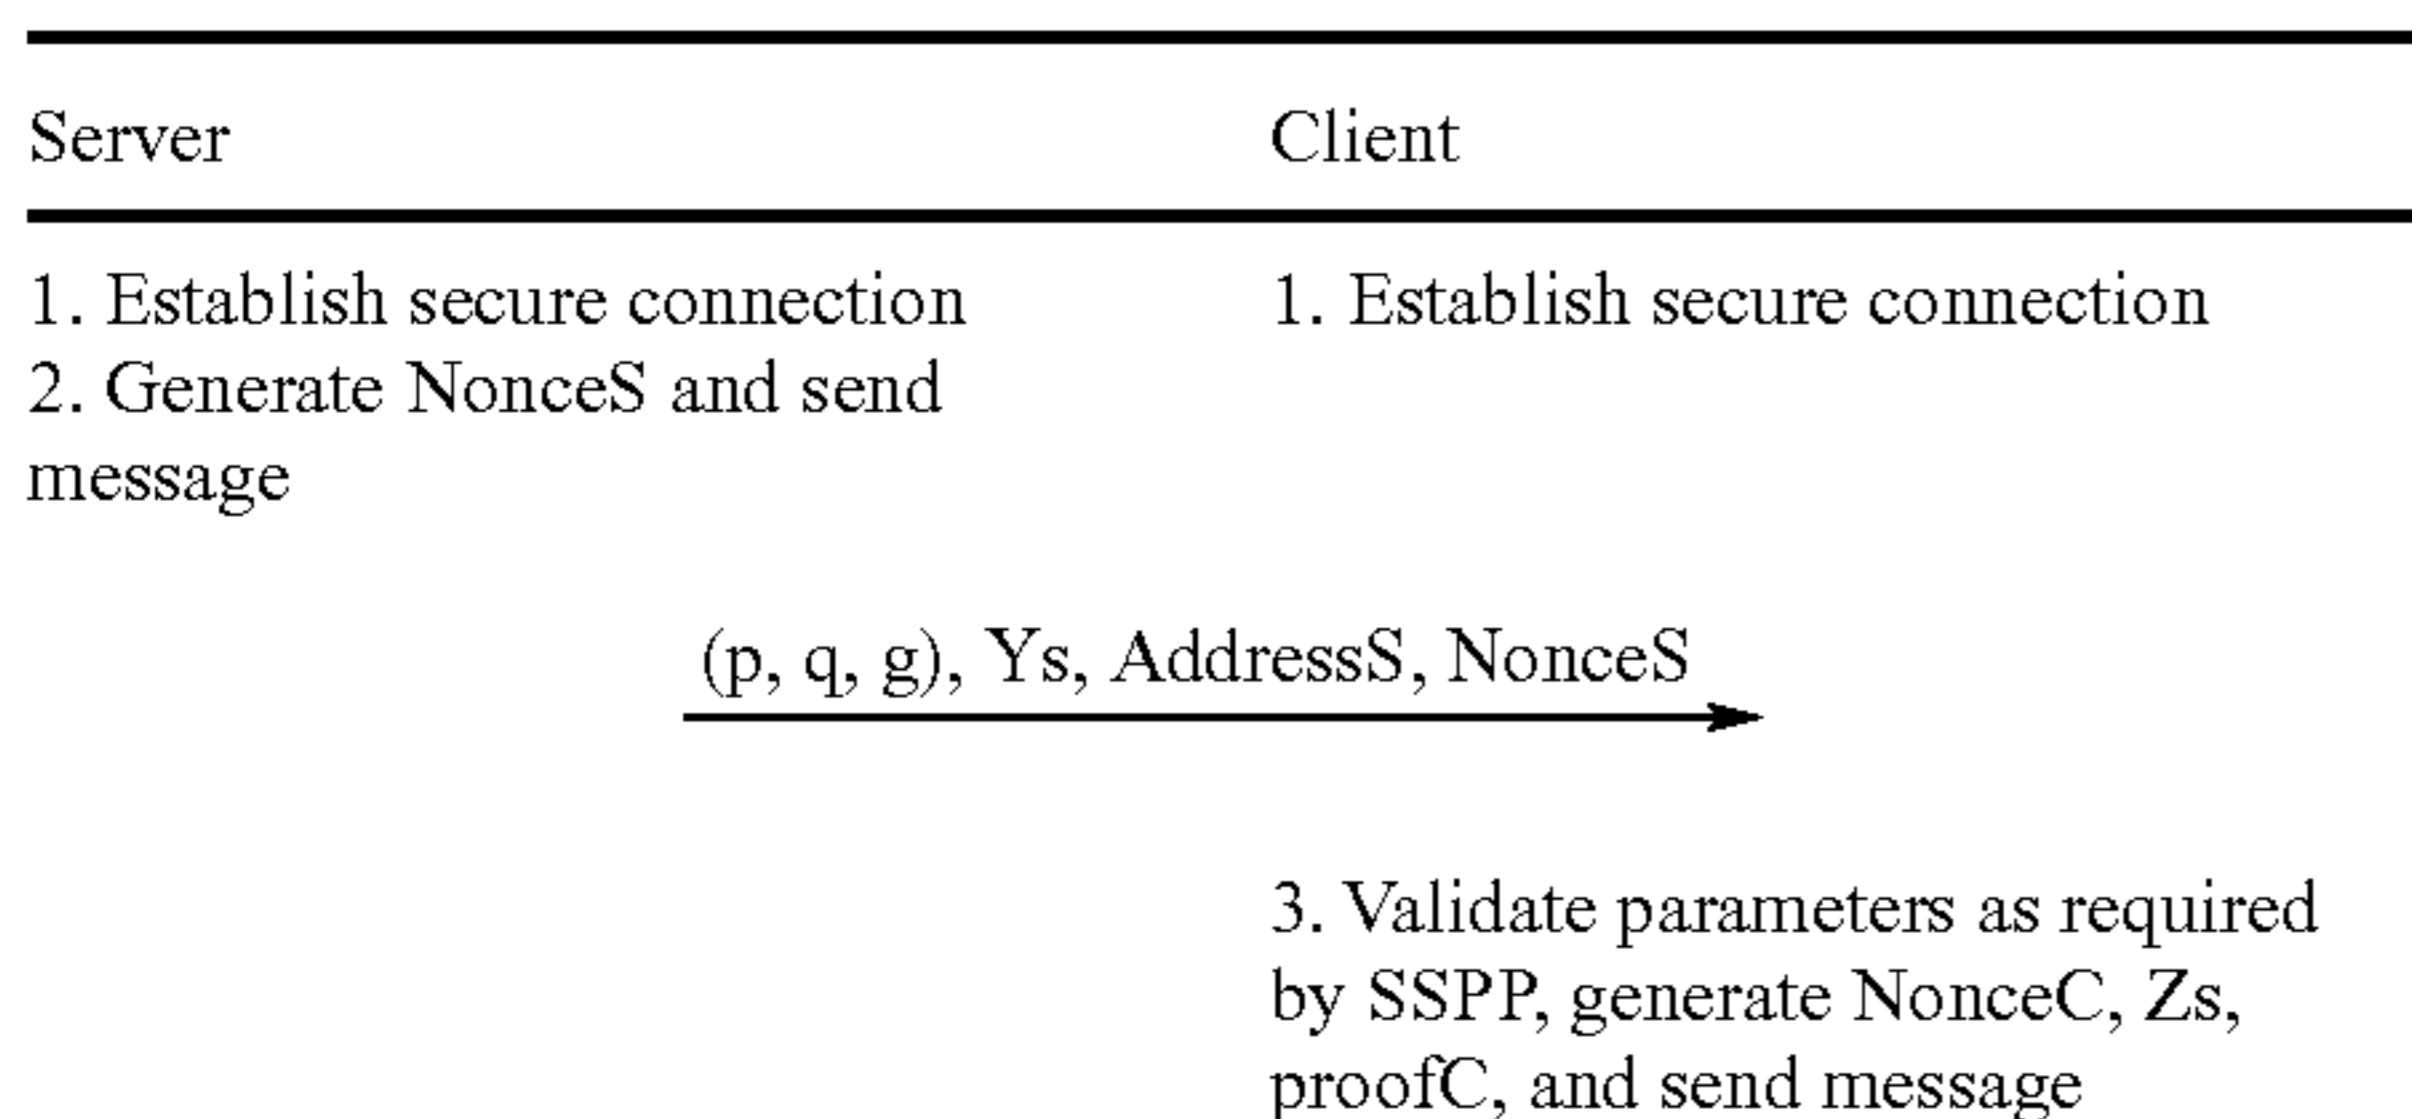 Server Client
1. Establish secure connection 1. Establish secure connection
2. Generate NonceS and send
message
(p, q, g), Ys, AddressS, NonceS
3. Validate parameters as required
by SSPP, generate NonceC, Zs,
proofC, and send message